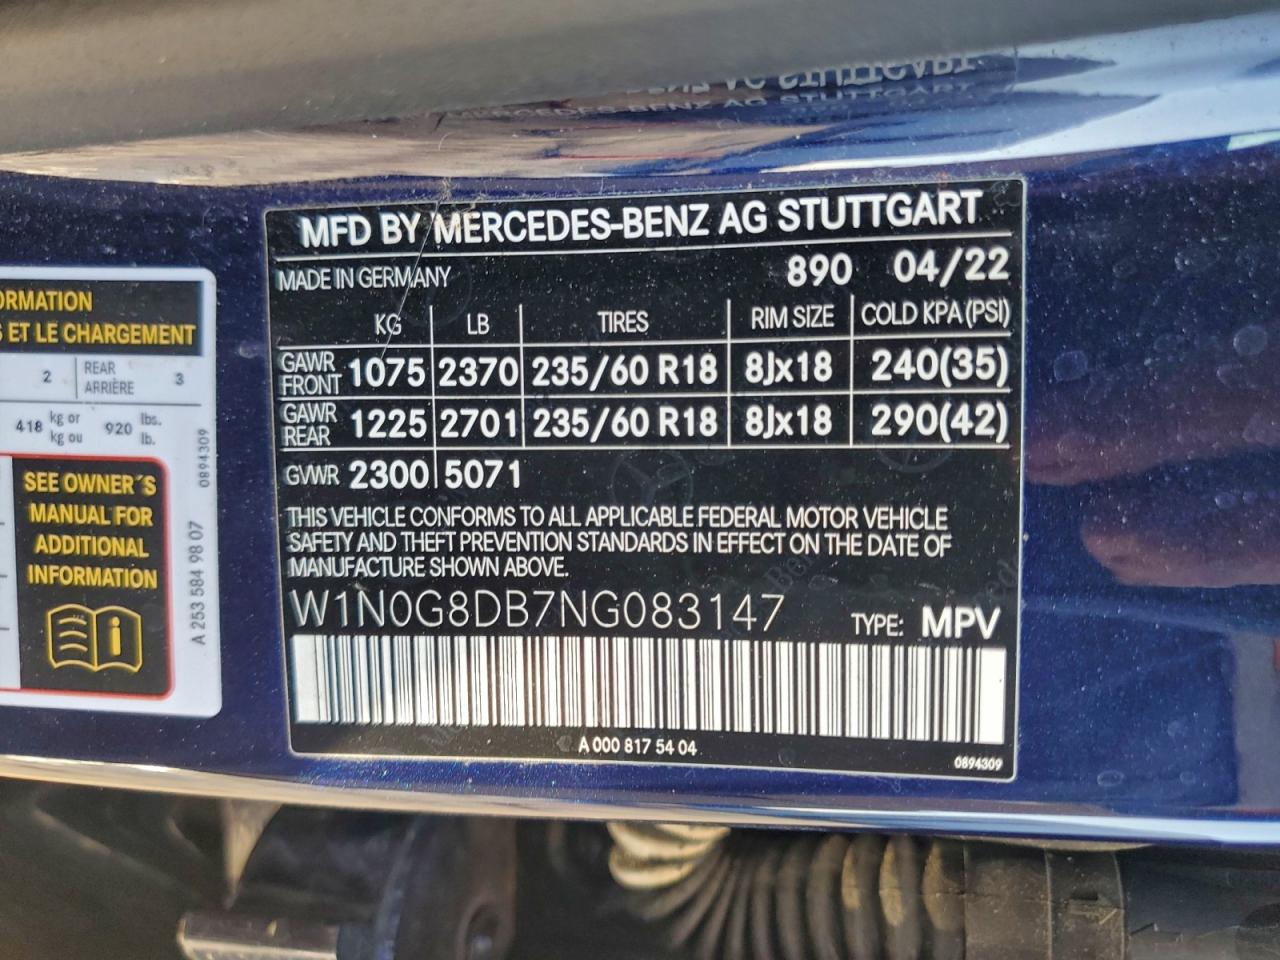 MFD BY MERCEDES-BENZ AG STUTTGART
MADE IN GERMANY 890 04/22
KG LB TIRES RIM SIZE COLD KPA (PSI)
GAWR FRONT 1075 2370 235/60 R18 8Jx18 240(35)
GAWR REAR 1225 2701 235/60 R18 8Jx18 290(42)
GVWR 2300 5071
THIS VEHICLE CONFORMS TO ALL APPLICABLE FEDERAL MOTOR VEHICLE
SAFETY AND THEFT PREVENTION STANDARDS IN EFFECT ON THE DATE OF
MANUFACTURE SHOWN ABOVE.
W1N0G8DB7NG083147 TYPE: MPV
A 000 817 54 04
0894309
ORMATION
S ET LE CHARGEMENT
2 REAR ARRIÈRE 3
418 kg or kg ou 920 lbs. lb.
SEE OWNER´S
MANUAL FOR
ADDITIONAL
INFORMATION
A 253 584 98 07 0894309